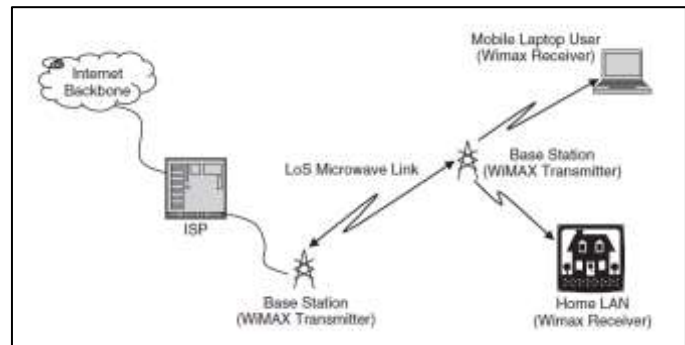 Internet
Backbone
ISP
Base Station
(WiMAX Transmitter)
LoS Microwave Link
Mobile Laptop User
(Wimax Receiver)
Base Station
(WiMAX Transmitter)
Home LAN
(Wimax Receiver)